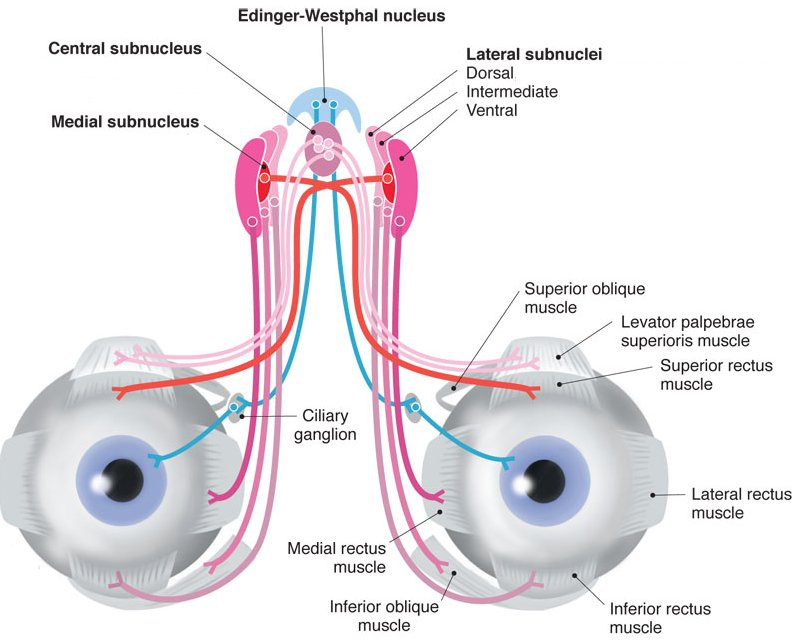 Edinger-Westphal nucleus
Central subnucleus
Lateral subnuclei
Dorsal
Intermediate
Ventral
Medial subnucleus
Superior oblique
muscle
Levator palpebrae
superioris muscle
Superior rectus
muscle
Ciliary
ganglion
Lateral rectus
muscle
Medial rectus
muscle
Inferior oblique
muscle
Inferior rectus
muscle